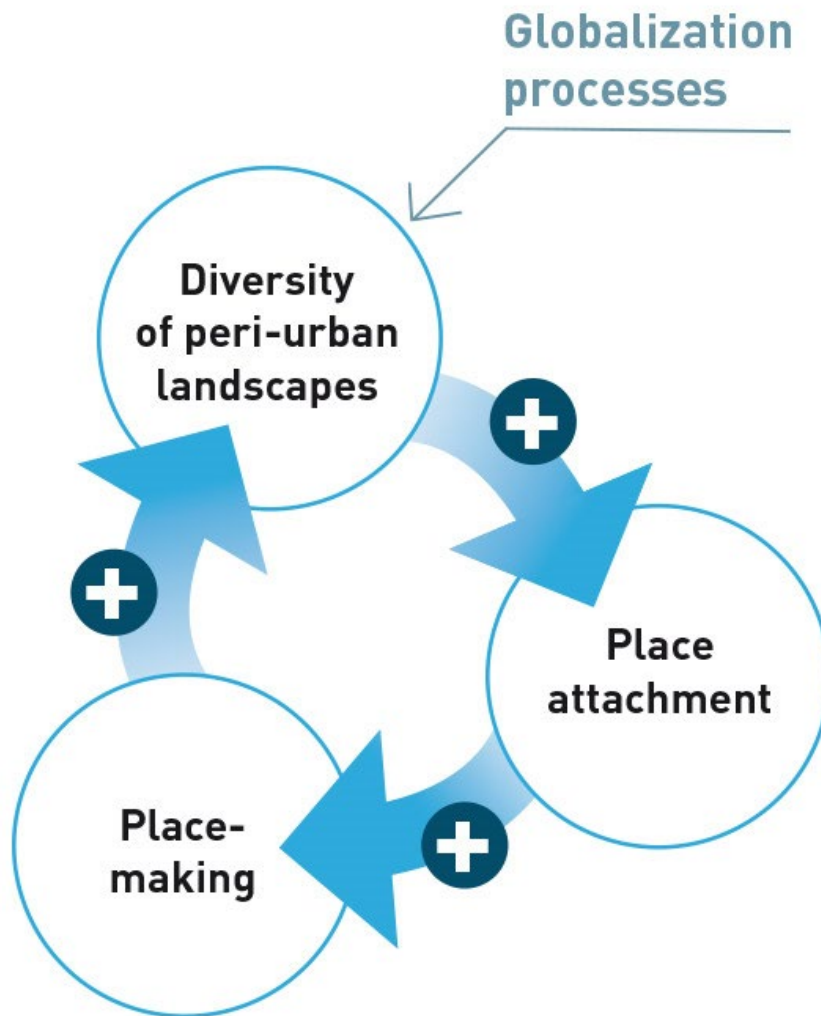 Globalization
processes
Diversity
of peri-urban
landscapes
Place
attachment
Place-
making